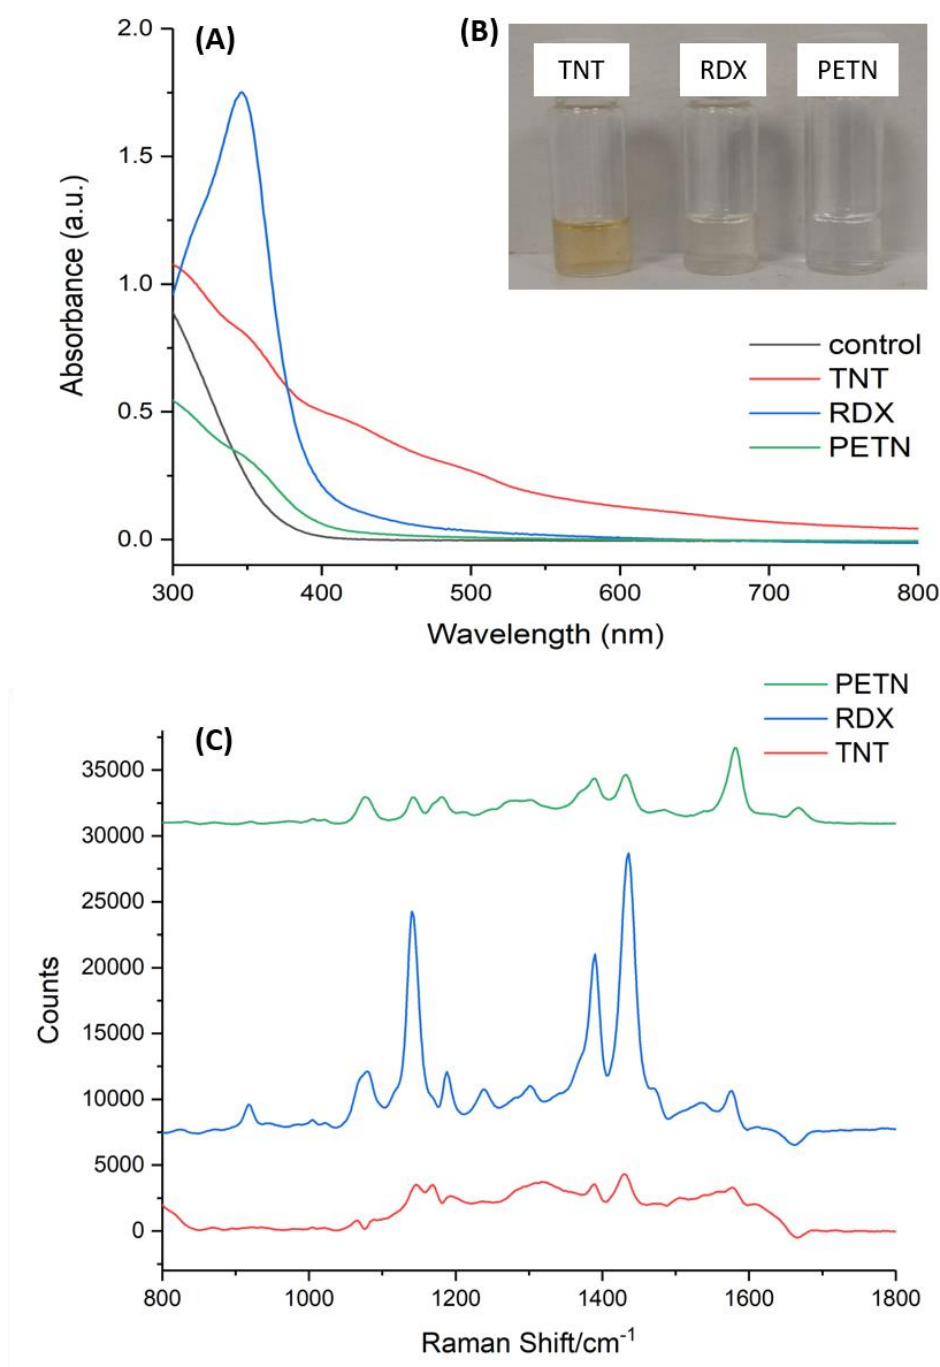 (A)
(B)
TNT RDX PETN
2.0
1.5
1.0
0.5
0.0
Absorbance (a.u.)
control
TNT
RDX
PETN
300 400 500 600 700 800
Wavelength (nm)
PETN
RDX
TNT
(C)
35000
30000
25000
20000
15000
10000
5000
0
Counts
800 1000 1200 1400 1600 1800
Raman Shift/cm⁻¹